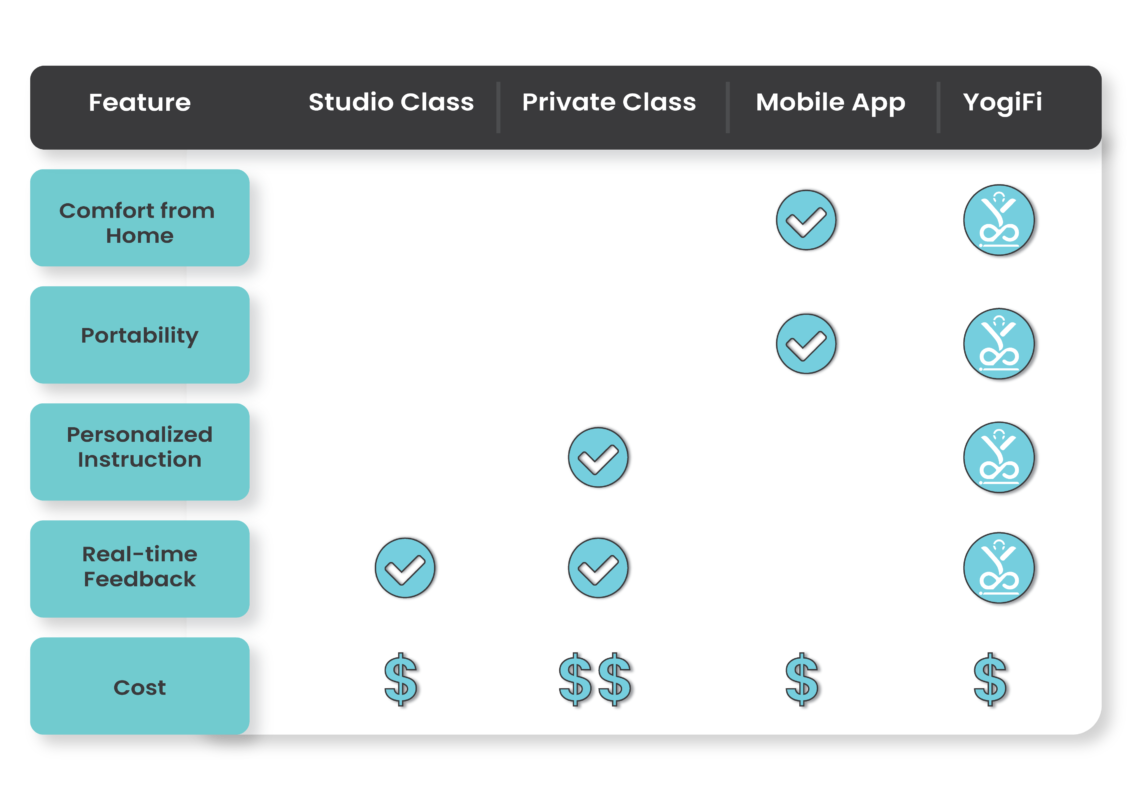 Feature
Studio Class
Private Class
Mobile App
YogiFi
Comfort from
Home
Portability
Personalized
Instruction
Real-time
Feedback
Cost
$
$$
$
$